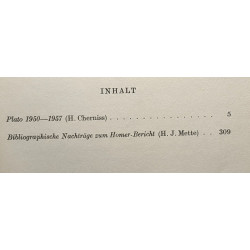 INHALT
Plato 1950—1957 (H. Cherniss) . . . . . . . . . . . . . . 5
Bibliographische Nachträge zum Homer-Bericht (H. J. Mette) . . 309